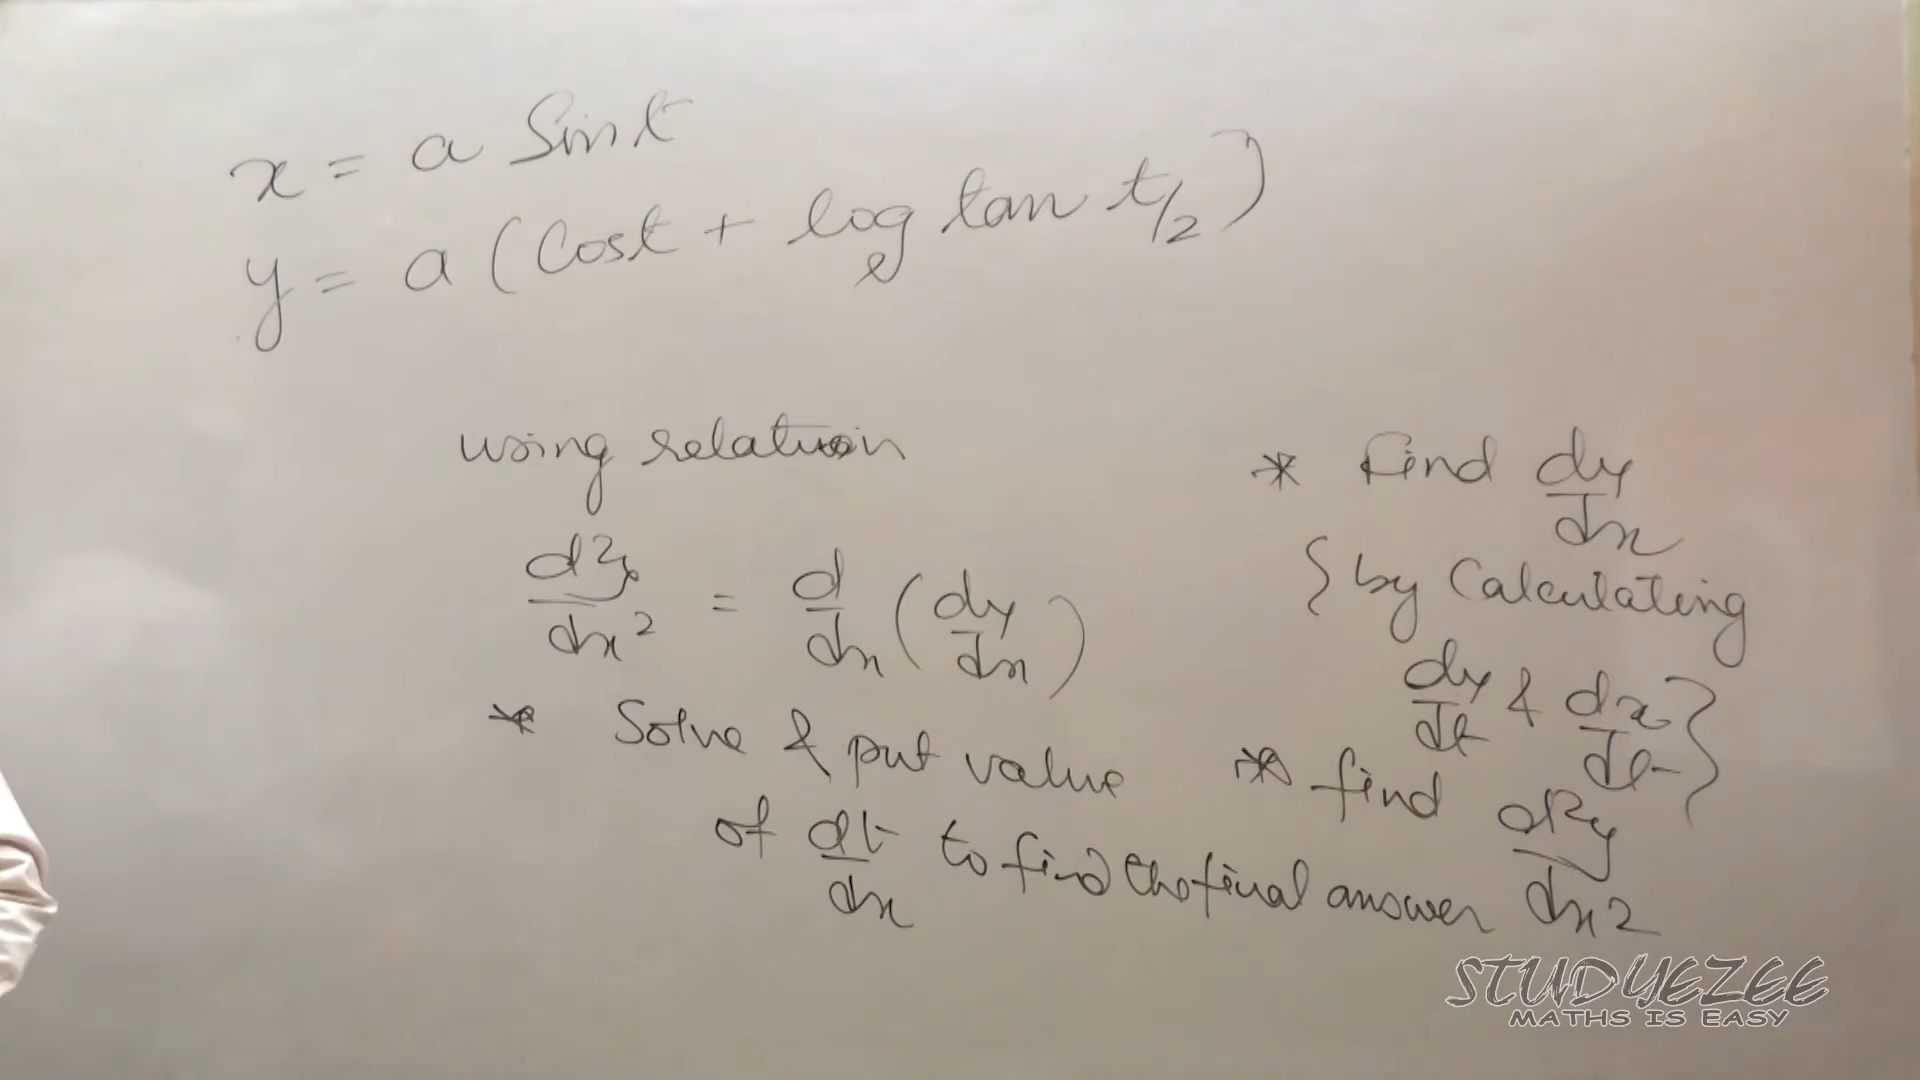 x = a Sint
y = a (Cost + log_e tan t/2)
using relation
d²y/dx² = d/dx (dy/dx)
* Solve & put value
of dt/dx to find the final answer
* Find dy/dx
{ by Calculating
dy/dt & dx/dt }
* find d²y/dx²
STUDYEZEE
MATHS IS EASY